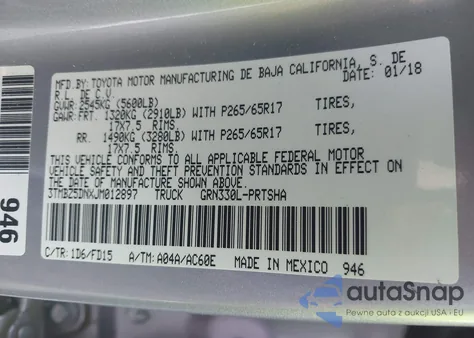 MFD.BY: TOYOTA MOTOR MANUFACTURING DE BAJA CALIFORNIA, S. DE
R.L. DE C.V. DATE: 01/18
GVWR 2545KG (5600LB)
GAWR: FRT. 1320KG (2910LB) WITH P265/65R17 TIRES,
17X7.5 RIMS
RR. 1490KG (3280LB) WITH P265/65R17 TIRES,
17X7.5 RIMS
THIS VEHICLE CONFORMS TO ALL APPLICABLE FEDERAL MOTOR
VEHICLE SAFETY AND THEFT PREVENTION STANDARDS IN EFFECT ON
THE DATE OF MANUFACTURE SHOWN ABOVE.
3TMBZ5DNXJM012897 TRUCK GRN330L-PRTSHA
C/TR: 1D6/FD15 A/TM: A04A/AC60E MADE IN MEXICO 946
946
autoSnap
Pewne auta z aukcji USA - EU